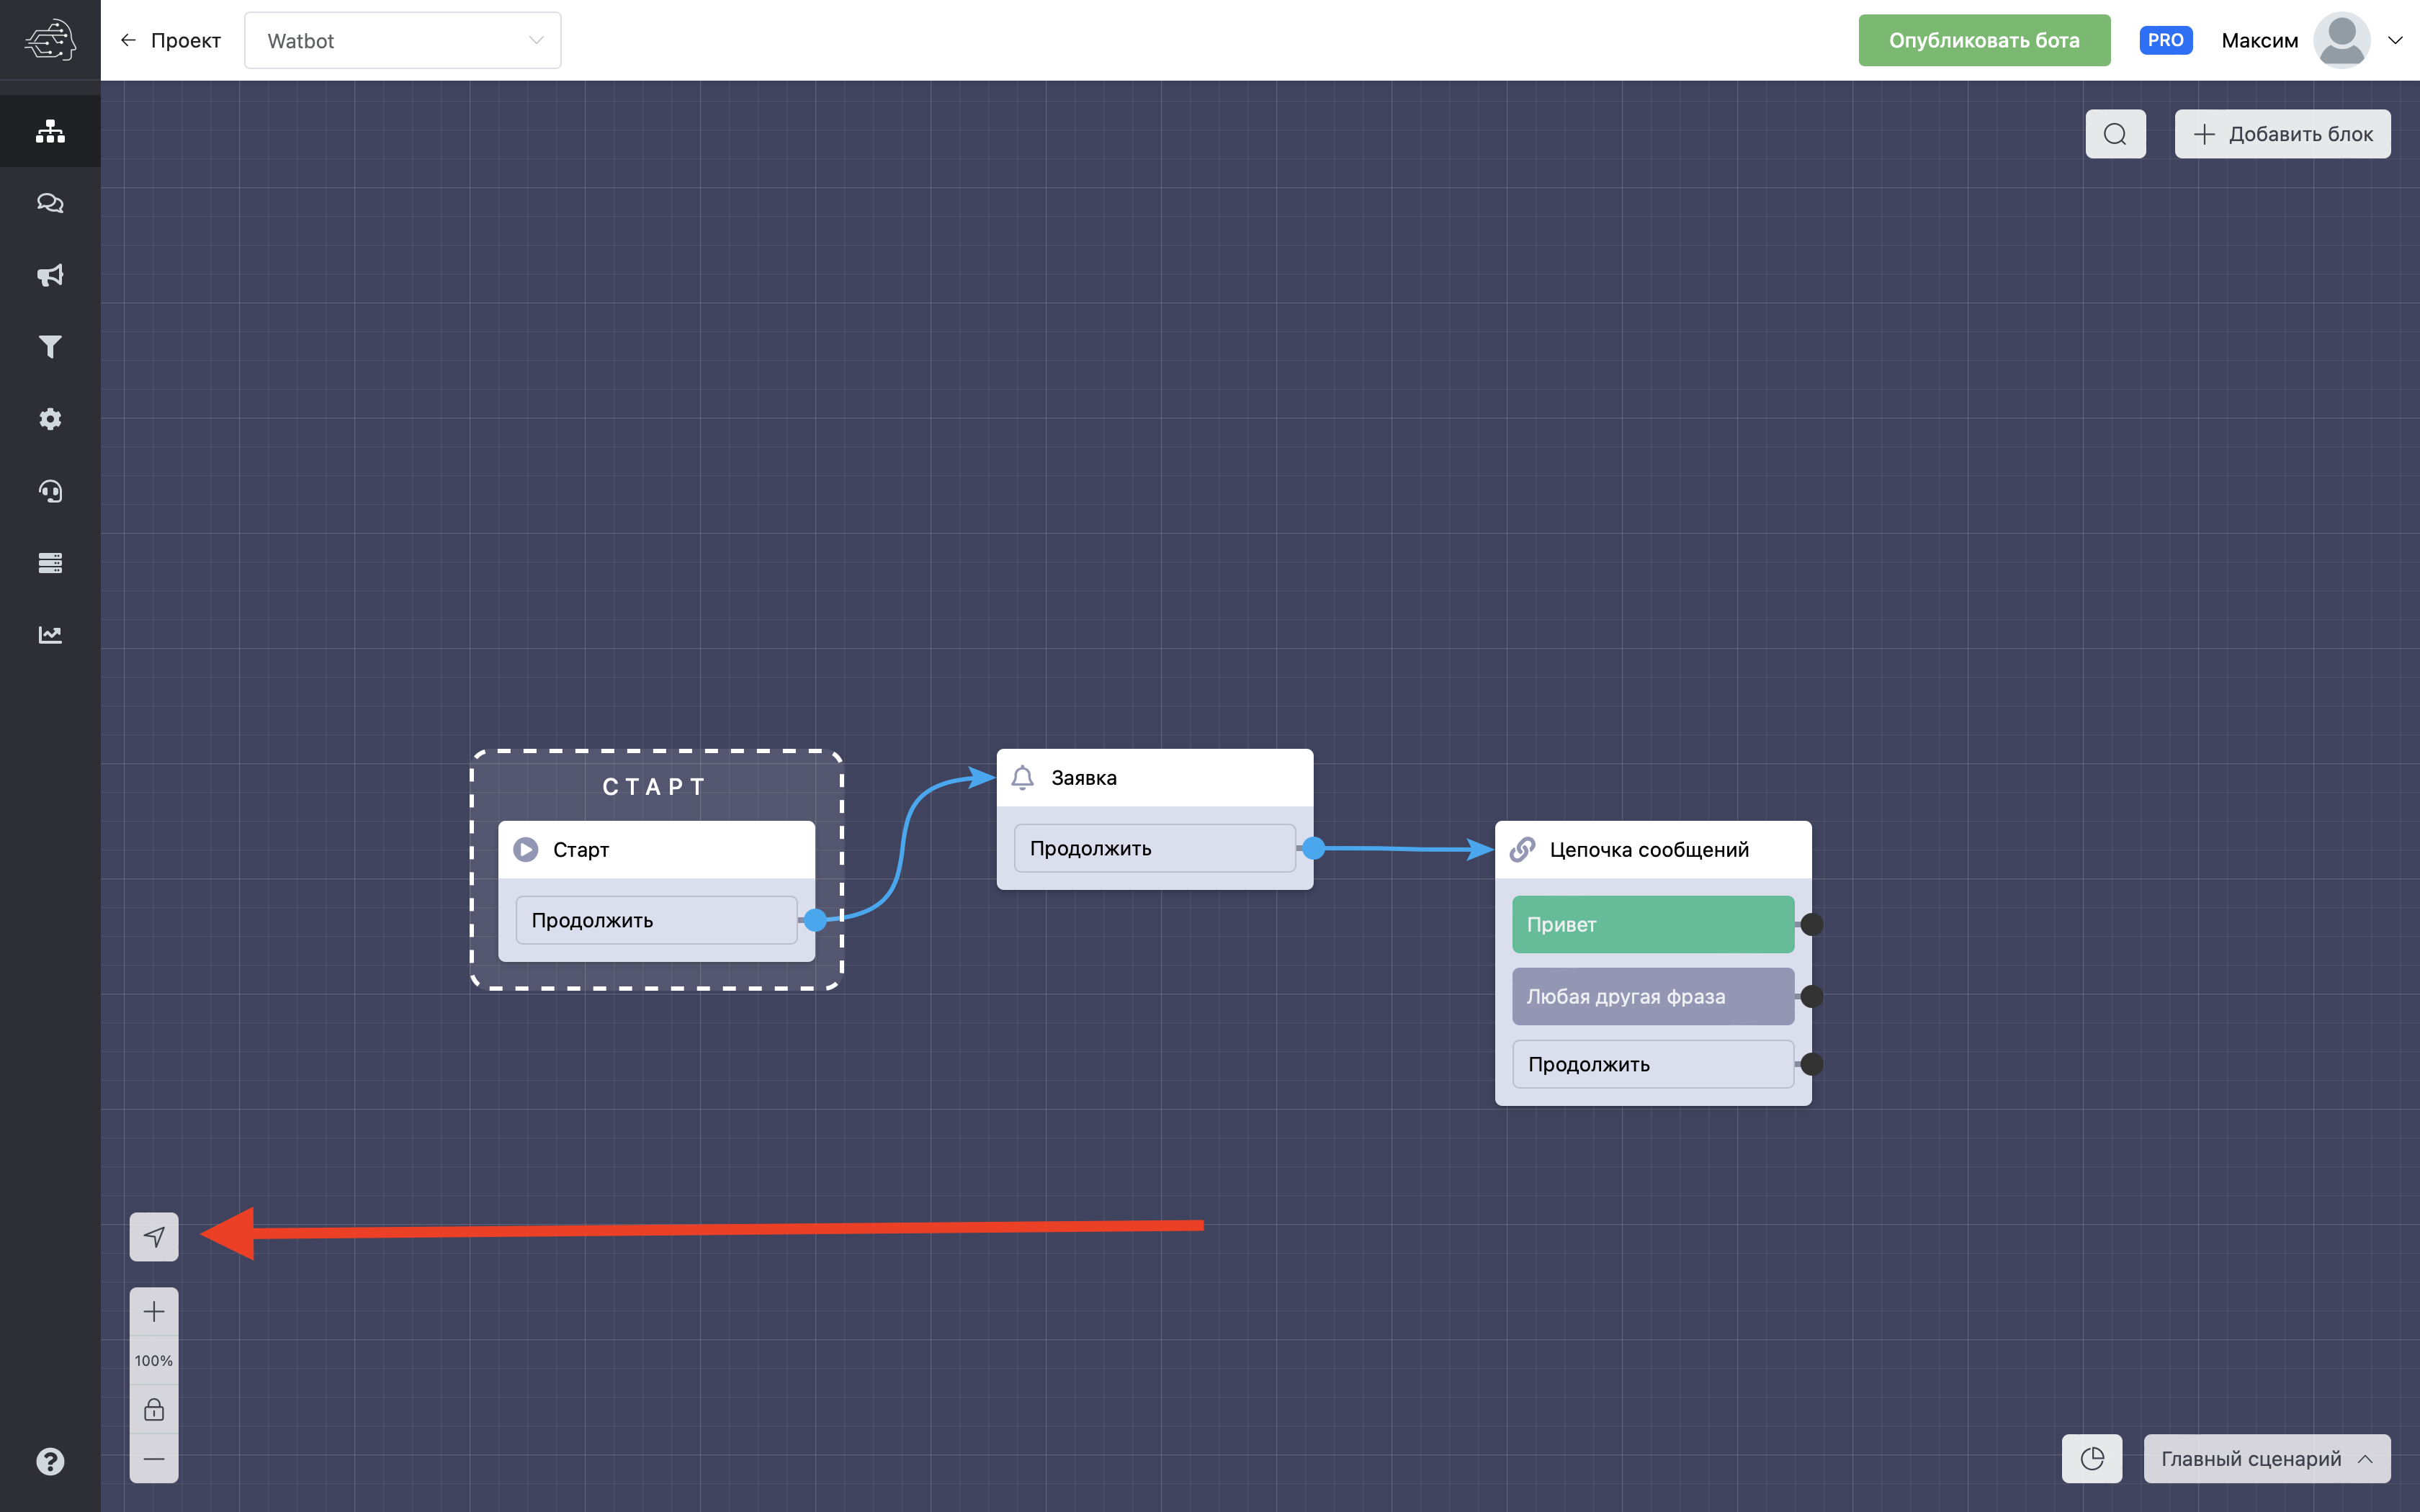 Проект
Watbot
Опубликовать бота
PRO
Максим
Добавить блок
СТАРТ
Старт
Продолжить
Заявка
Продолжить
Цепочка сообщений
Привет
Любая другая фраза
Продолжить
100%
Главный сценарий